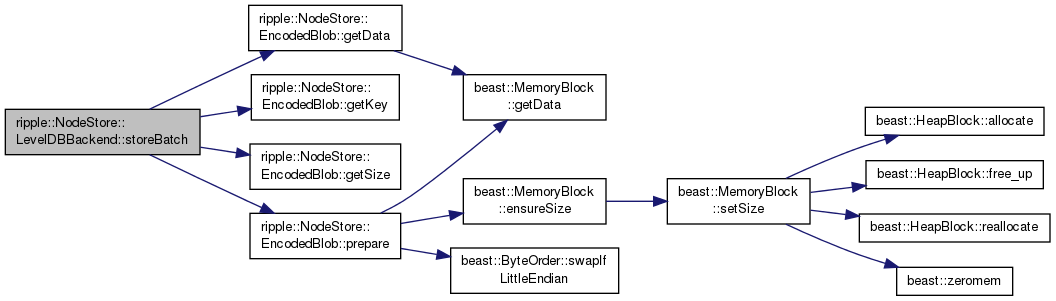 ripple::NodeStore::
LevelDBBackend::storeBatch
ripple::NodeStore::
EncodedBlob::getData
ripple::NodeStore::
EncodedBlob::getKey
ripple::NodeStore::
EncodedBlob::getSize
ripple::NodeStore::
EncodedBlob::prepare
beast::MemoryBlock
::getData
beast::MemoryBlock
::ensureSize
beast::ByteOrder::swapIf
LittleEndian
beast::MemoryBlock
::setSize
beast::HeapBlock::allocate
beast::HeapBlock::free_up
beast::HeapBlock::reallocate
beast::zeromem